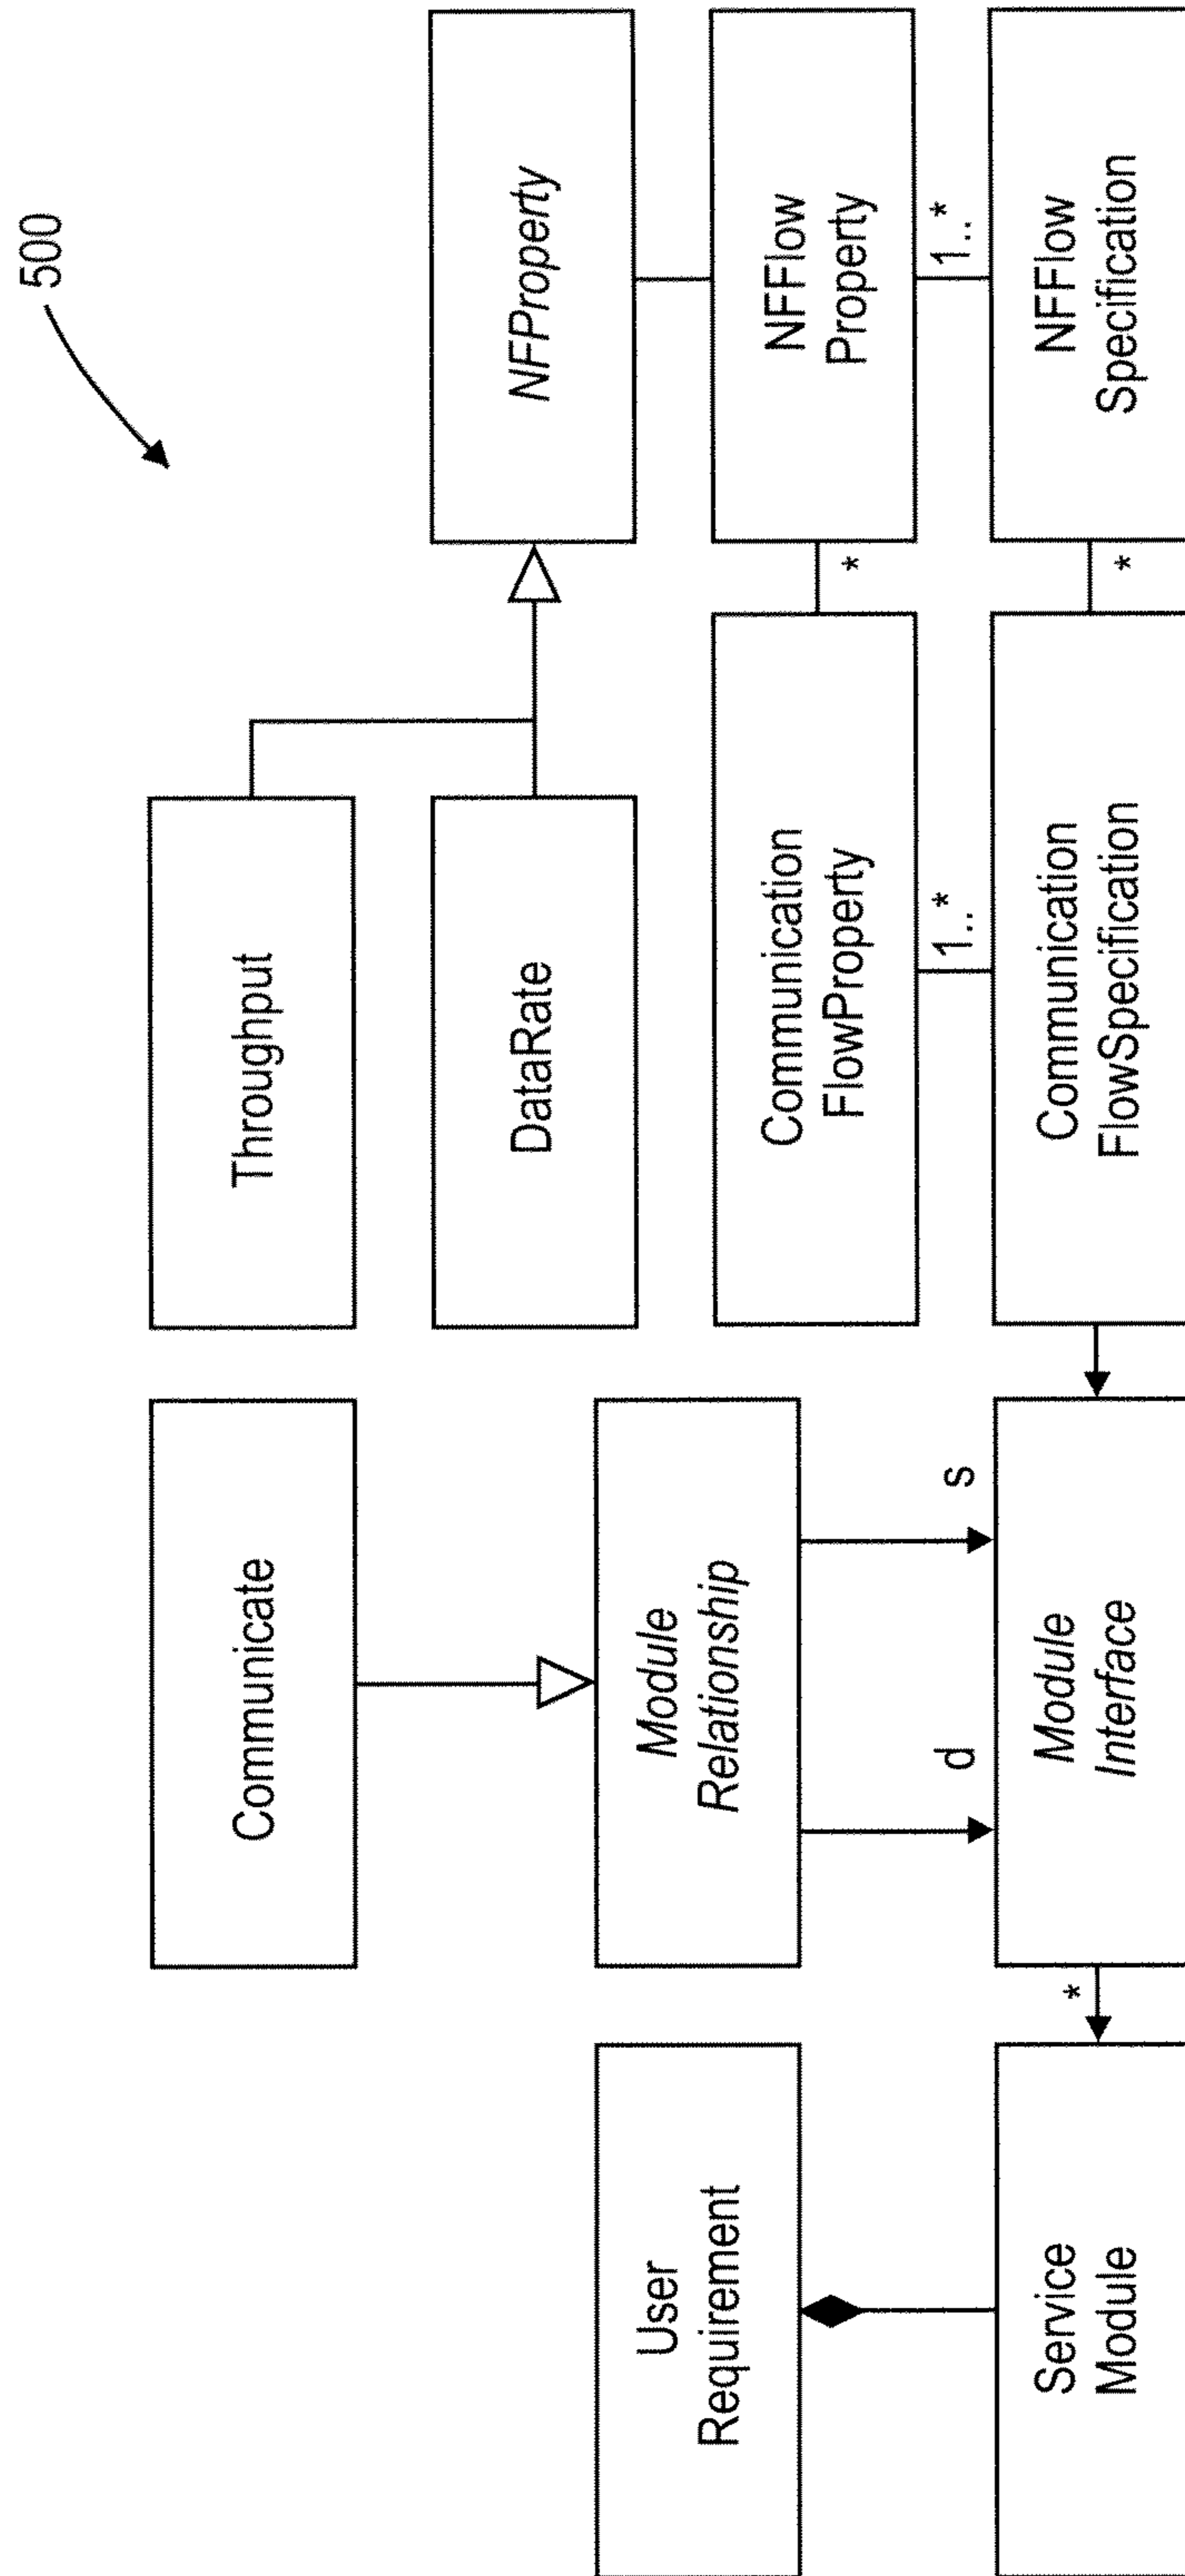 500
Communicate
Throughput
DataRate
NFProperty
User
Requirement
Module
Relationship
Communication
FlowProperty
NFFlow
Property
d
s
1..*
1..*
*
*
*
Service
Module
Module
Interface
Communication
FlowSpecification
NFFlow
Specification